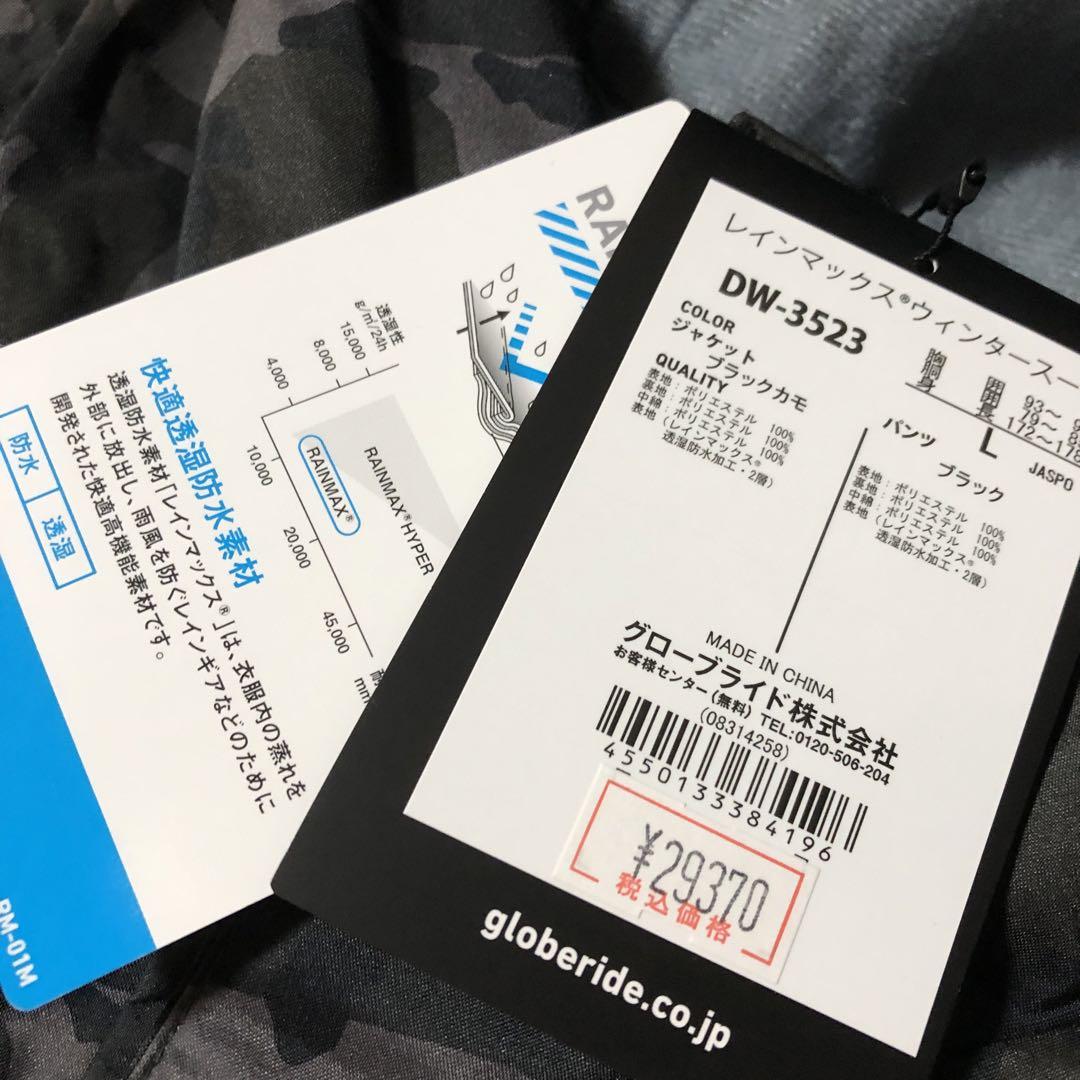 レインマックス®ウィンタースー
DW-3523
COLOR
ジャケット
ブラックカモ
QUALITY
表地：ポリエステル 100%
裏地：ポリエステル 100%
中綿：ポリエステル 100%
表地（レインマックス®
透湿防水加工・2層）
胸囲 93～
胴囲 79～
身長 172～178
L
JASPO
パンツ
ブラック
表地：ポリエステル 100%
裏地：ポリエステル 100%
中綿：ポリエステル 100%
表地（レインマックス®
透湿防水加工・2層）
MADE IN CHINA
グローブライド株式会社
お客様センター（無料）TEL:0120-506-204
(08314258)
4550133384196
¥29370
税込価格
globeride.co.jp
透湿性
g/m/24h
15,000
8,000
4,000
10,000
20,000
45,000
耐
mm
RAINMAX®
RAINMAX®HYPER
快適透湿防水素材
透湿防水素材「レインマックス®」は、衣服内の蒸れを
外部に放出し、雨風を防ぐレインギアなどのために
開発された快適高機能素材です。
防水
透湿
RM-01M